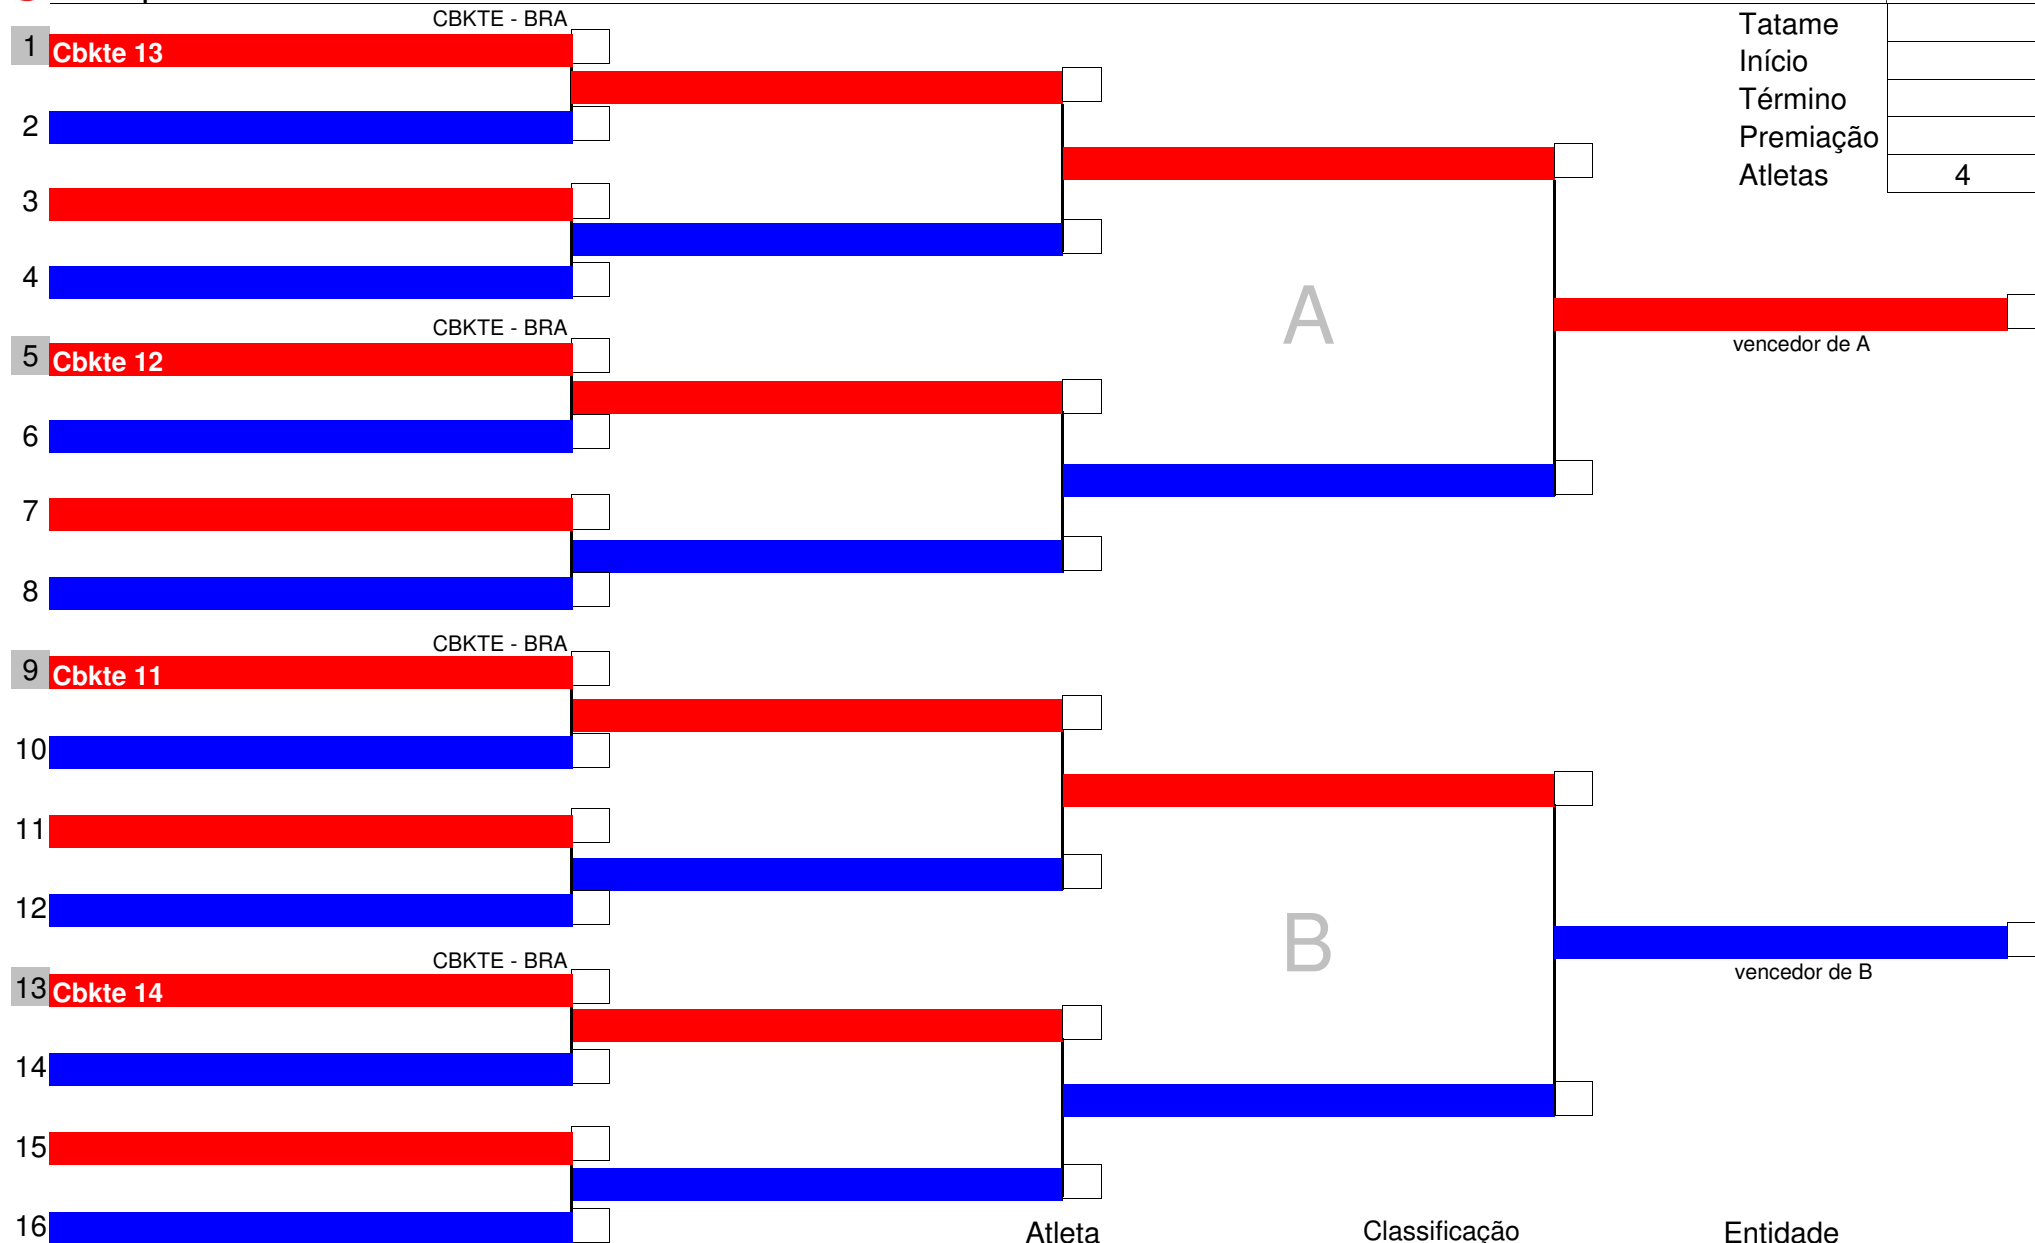 CBKTE - BRA
1 Cbkte 13
2
3
4
CBKTE - BRA
5 Cbkte 12
6
7
8
CBKTE - BRA
9 Cbkte 11
10
11
12
CBKTE - BRA
13 Cbkte 14
14
15
16
Tatame
Início
Término
Premiação
Atletas 4
A
vencedor de A
B
vencedor de B
Atleta Classificação Entidade